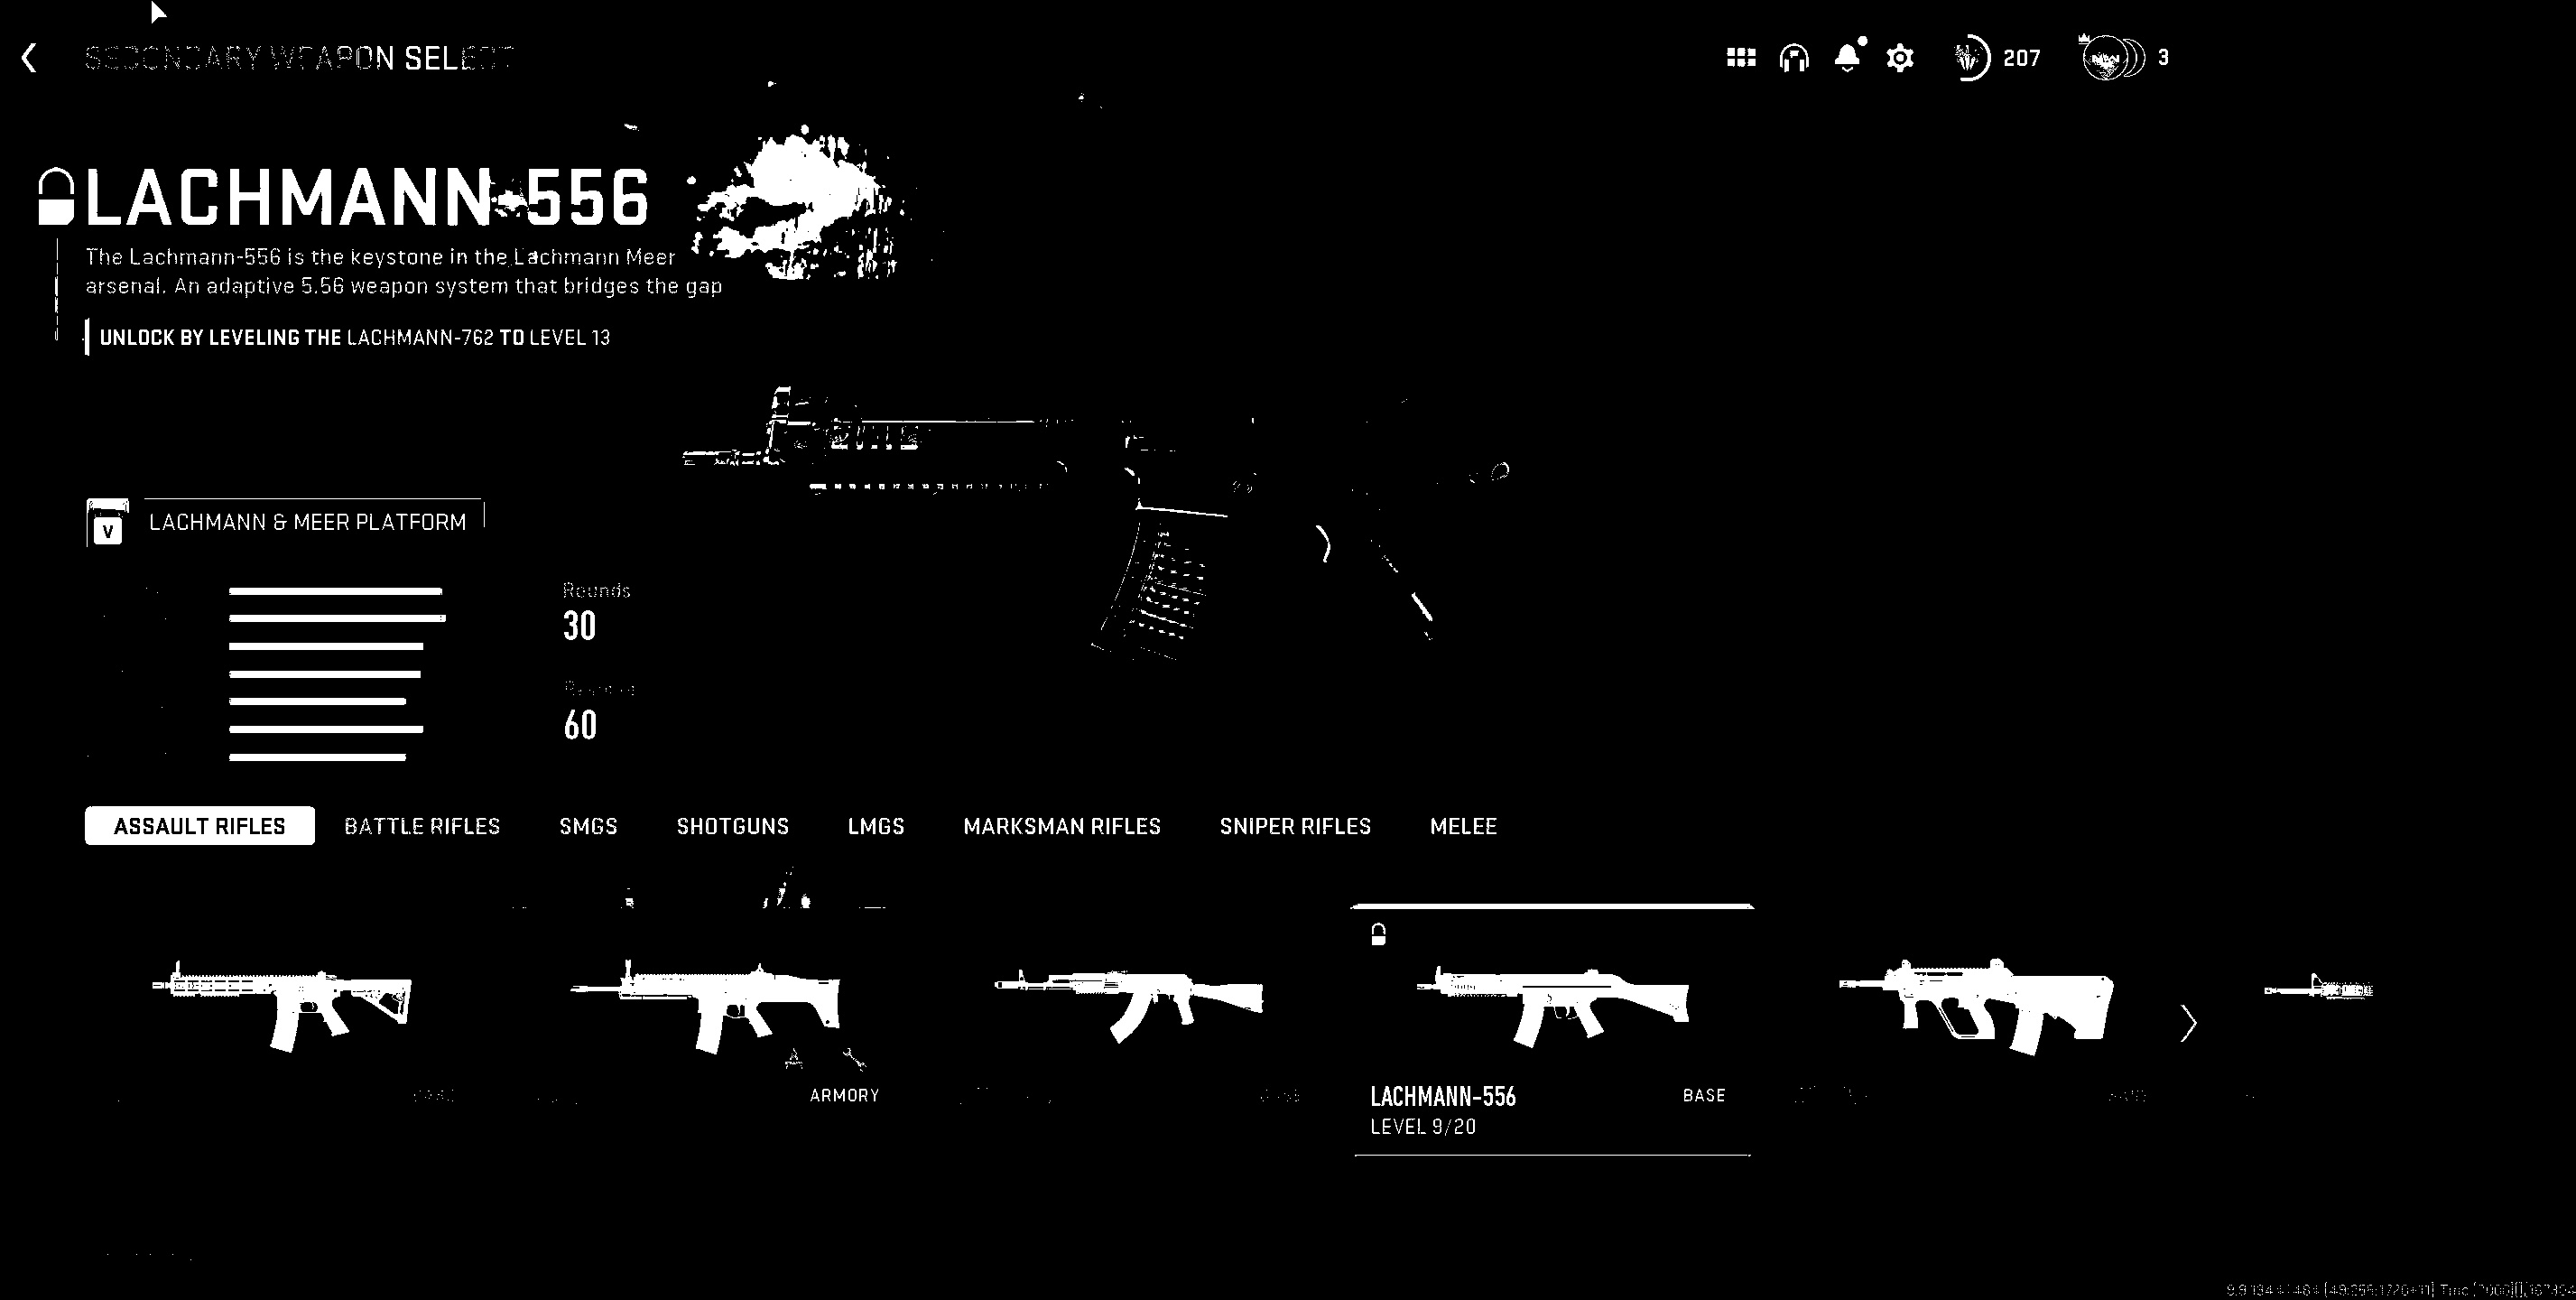 SECONDARY WEAPON SELECT
207
3
LACHMANN-556
The Lachmann-556 is the keystone in the Lachmann Meer
arsenal. An adaptive 5.56 weapon system that bridges the gap
UNLOCK BY LEVELING THE LACHMANN-762 TO LEVEL 13
V
LACHMANN & MEER PLATFORM
Rounds
30
60
ASSAULT RIFLES
BATTLE RIFLES
SMGS
SHOTGUNS
LMGS
MARKSMAN RIFLES
SNIPER RIFLES
MELEE
ARMORY
LACHMANN-556
BASE
LEVEL 9/20